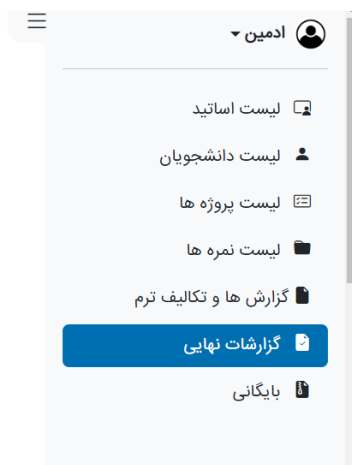 ادمین
لیست اساتید
لیست دانشجویان
لیست پروژه ها
لیست نمره ها
گزارش ها و تکالیف ترم
گزارشات نهایی
بایگانی